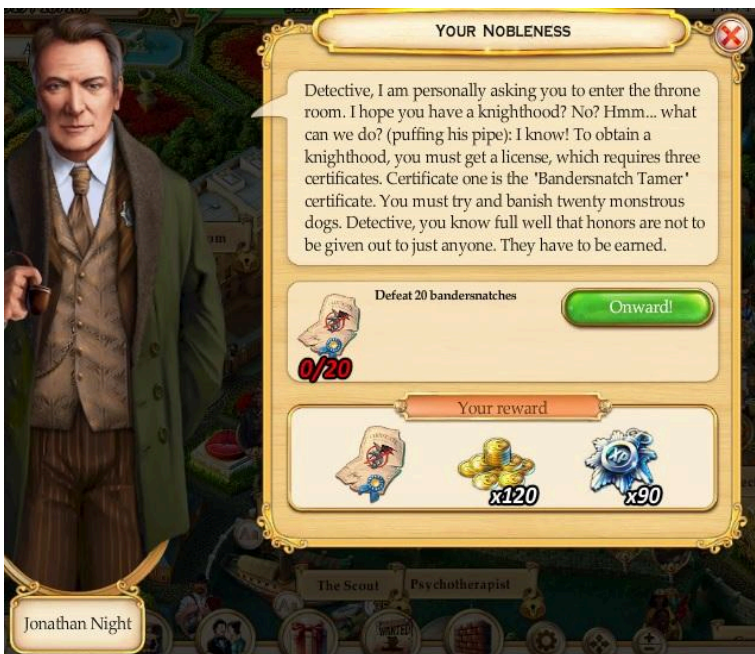 YOUR NOBLENESS
Detective, I am personally asking you to enter the throne
room. I hope you have a knighthood? No? Hmm... what
can we do? (puffing his pipe): I know! To obtain a
knighthood, you must get a license, which requires three
certificates. Certificate one is the "Bandersnatch Tamer"
certificate. You must try and banish twenty monstrous
dogs. Detective, you know full well that honors are not to
be given out to just anyone. They have to be earned.
Defeat 20 bandersnatches
Onward!
0/20
Your reward
XP
x120
x90
The Scout
Psychotherapist
Jonathan Night
WANTED